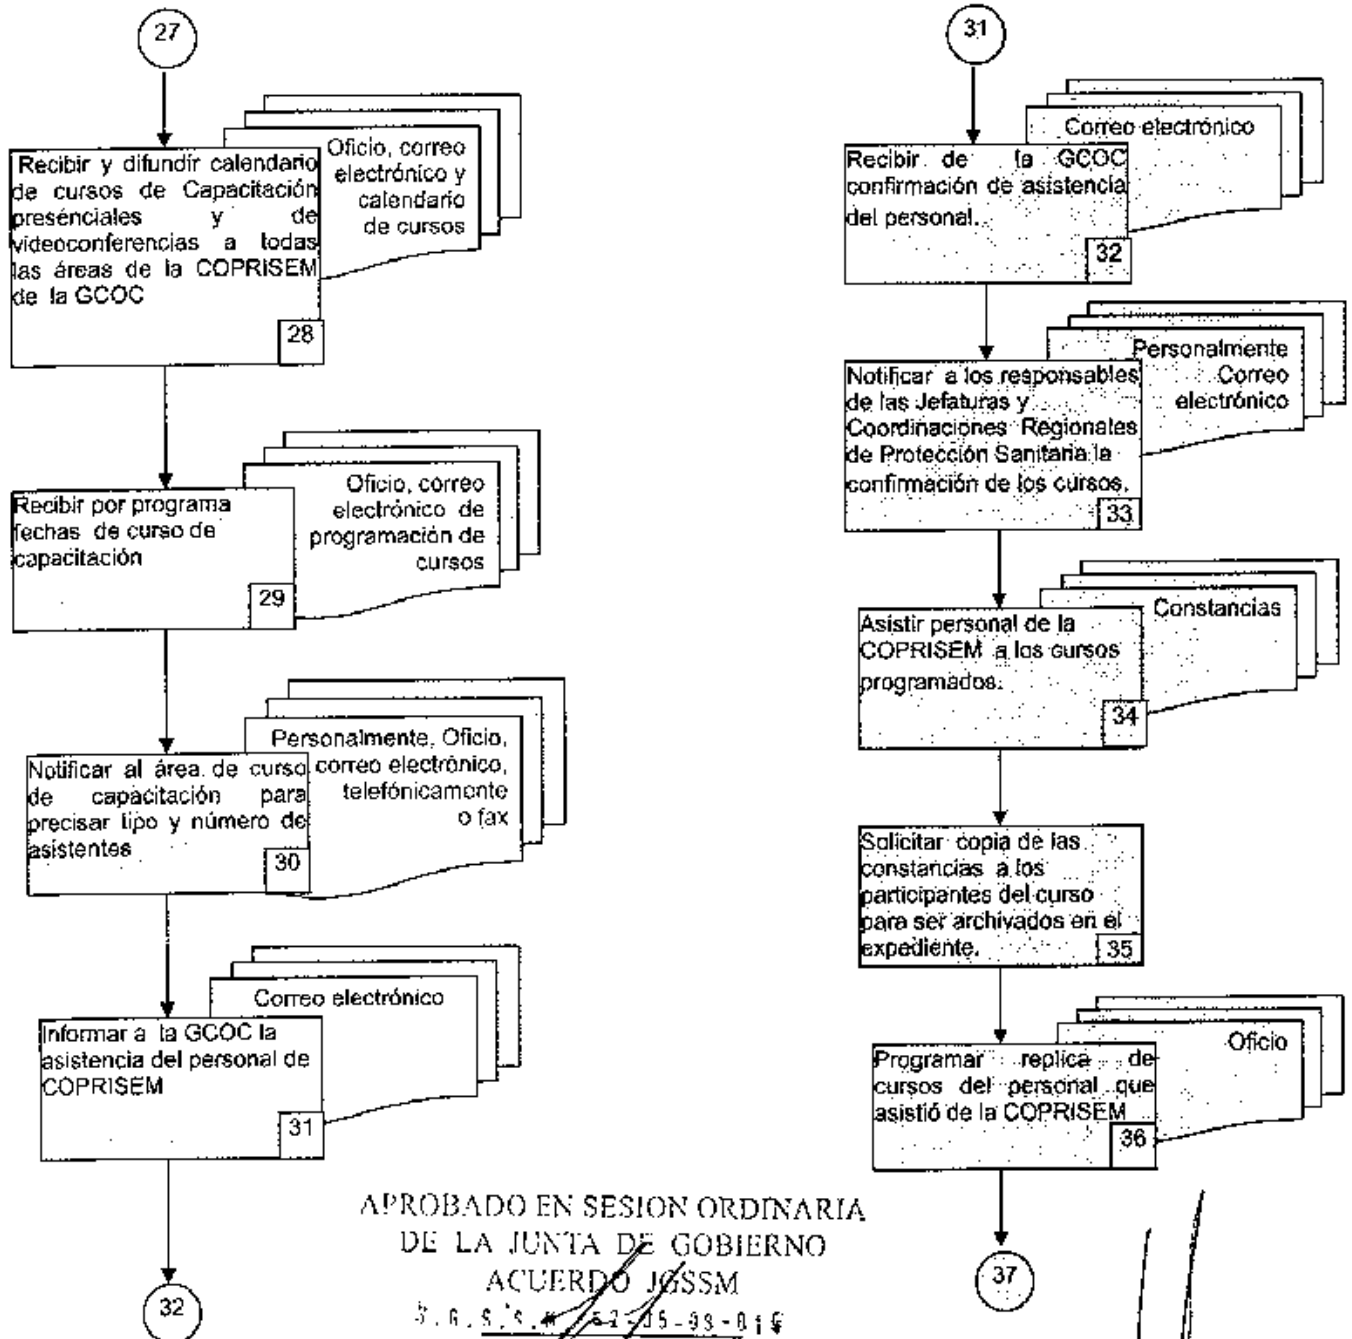 27
Recibir y difundir calendario
de cursos de Capacitación
presénciales y de
videoconferencias a todas
las áreas de la COPRISEM
de la GCOC
28
Oficio, correo
electrónico y
calendario
de cursos
Recibir por programa
fechas de curso de
capacitación
29
Oficio, correo
electrónico de
programación de
cursos
Notificar al área de curso
de capacitación para
precisar tipo y número de
asistentes
30
Personalmente, Oficio,
correo electrónico,
telefónicamente
o fax
Informar a la GCOC la
asistencia del personal de
COPRISEM
31
Correo electrónico
32
31
Recibir de la GCOC
confirmación de asistencia
del personal.
32
Correo electrónico
Notificar a los responsables
de las Jefaturas y
Coordinaciones Regionales
de Protección Sanitaria la
confirmación de los cursos.
33
Personalmente
Correo
electrónico
Asistir personal de la
COPRISEM a los cursos
programados.
34
Constancias
Solicitar copia de las
constancias a los
participantes del curso
para ser archivados en el
expediente.
35
Programar replica de
cursos del personal que
asistió de la COPRISEM
36
Oficio
37
APROBADO EN SESION ORDINARIA
DE LA JUNTA DE GOBIERNO
ACUERDO JGSSM